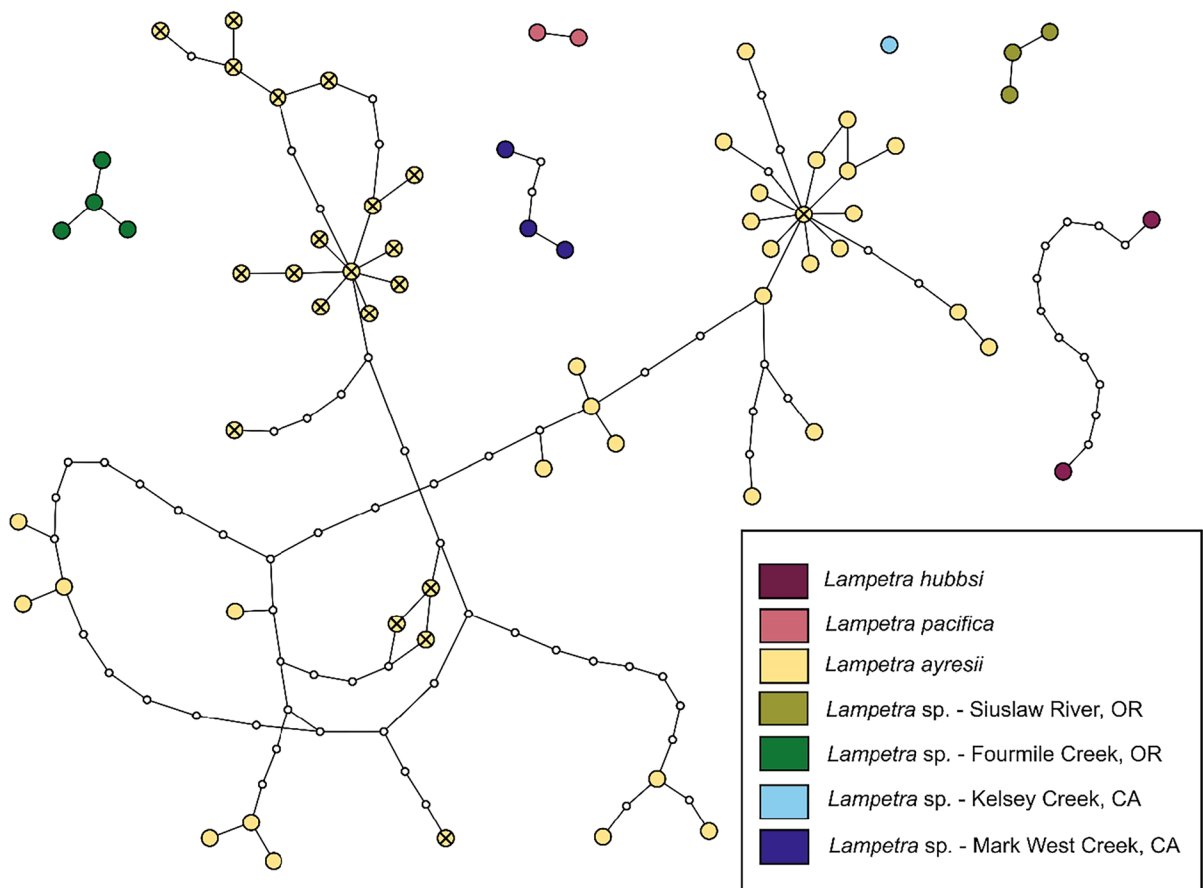 Lampetra hubbsi
Lampetra pacifica
Lampetra ayresii
Lampetra sp. - Siuslaw River, OR
Lampetra sp. - Fourmile Creek, OR
Lampetra sp. - Kelsey Creek, CA
Lampetra sp. - Mark West Creek, CA